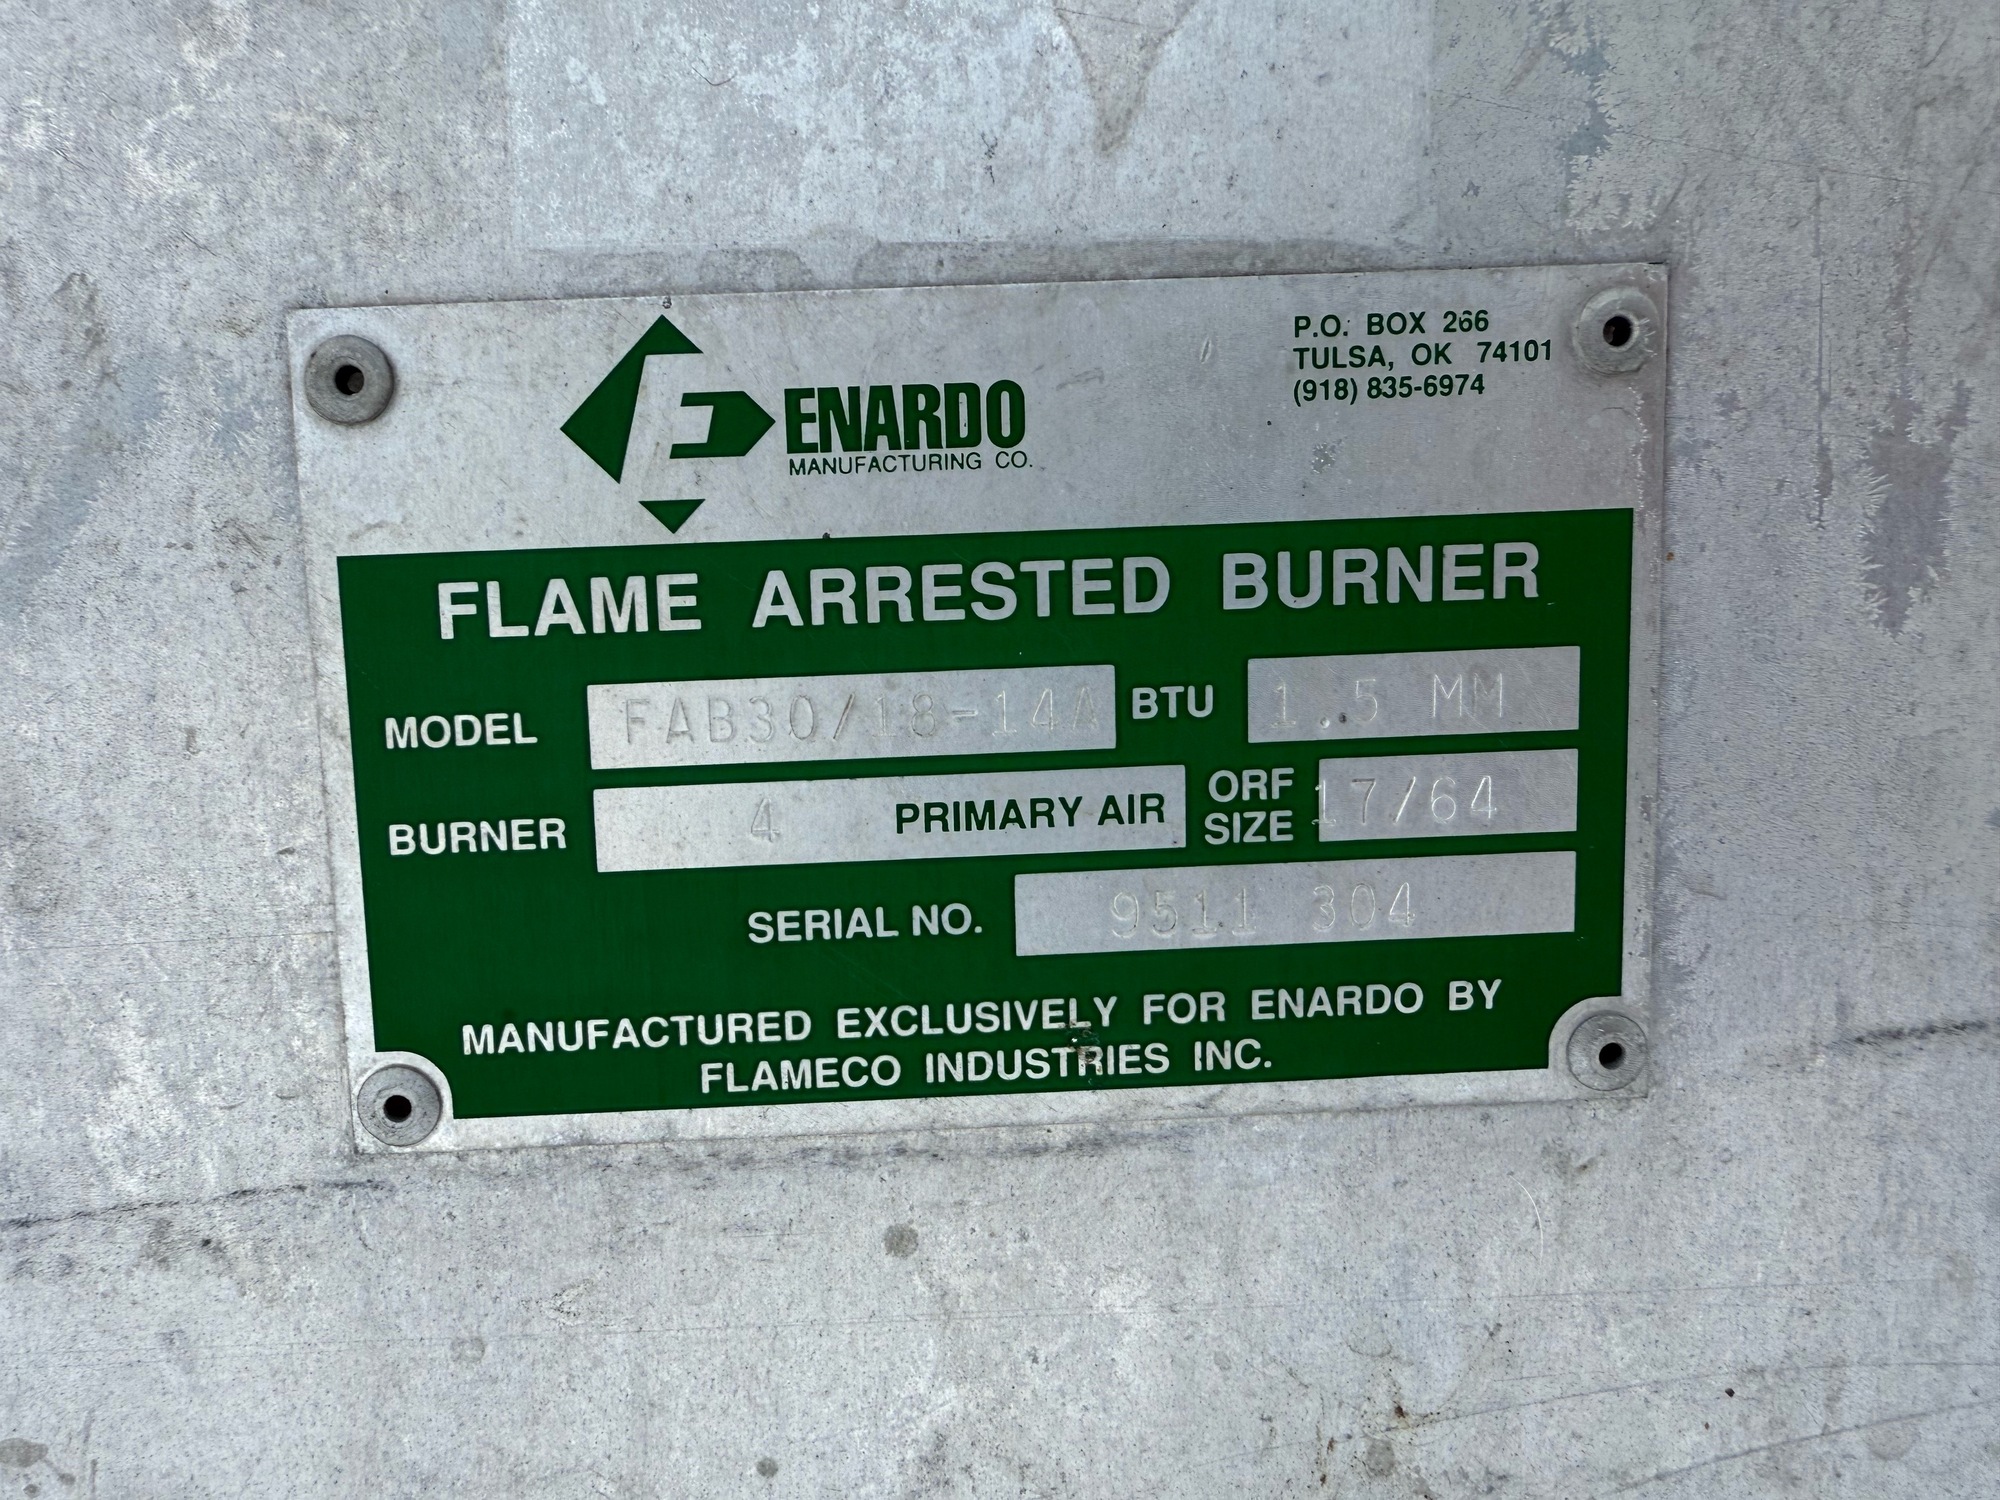 ENARDO
MANUFACTURING CO.
P.O. BOX 266
TULSA, OK 74101
(918) 835-6974
FLAME ARRESTED BURNER
MODEL FAB30/18-14A BTU 1.5 MM
BURNER 4 PRIMARY AIR ORF SIZE 17/64
SERIAL NO. 9511 304
MANUFACTURED EXCLUSIVELY FOR ENARDO BY
FLAMECO INDUSTRIES INC.